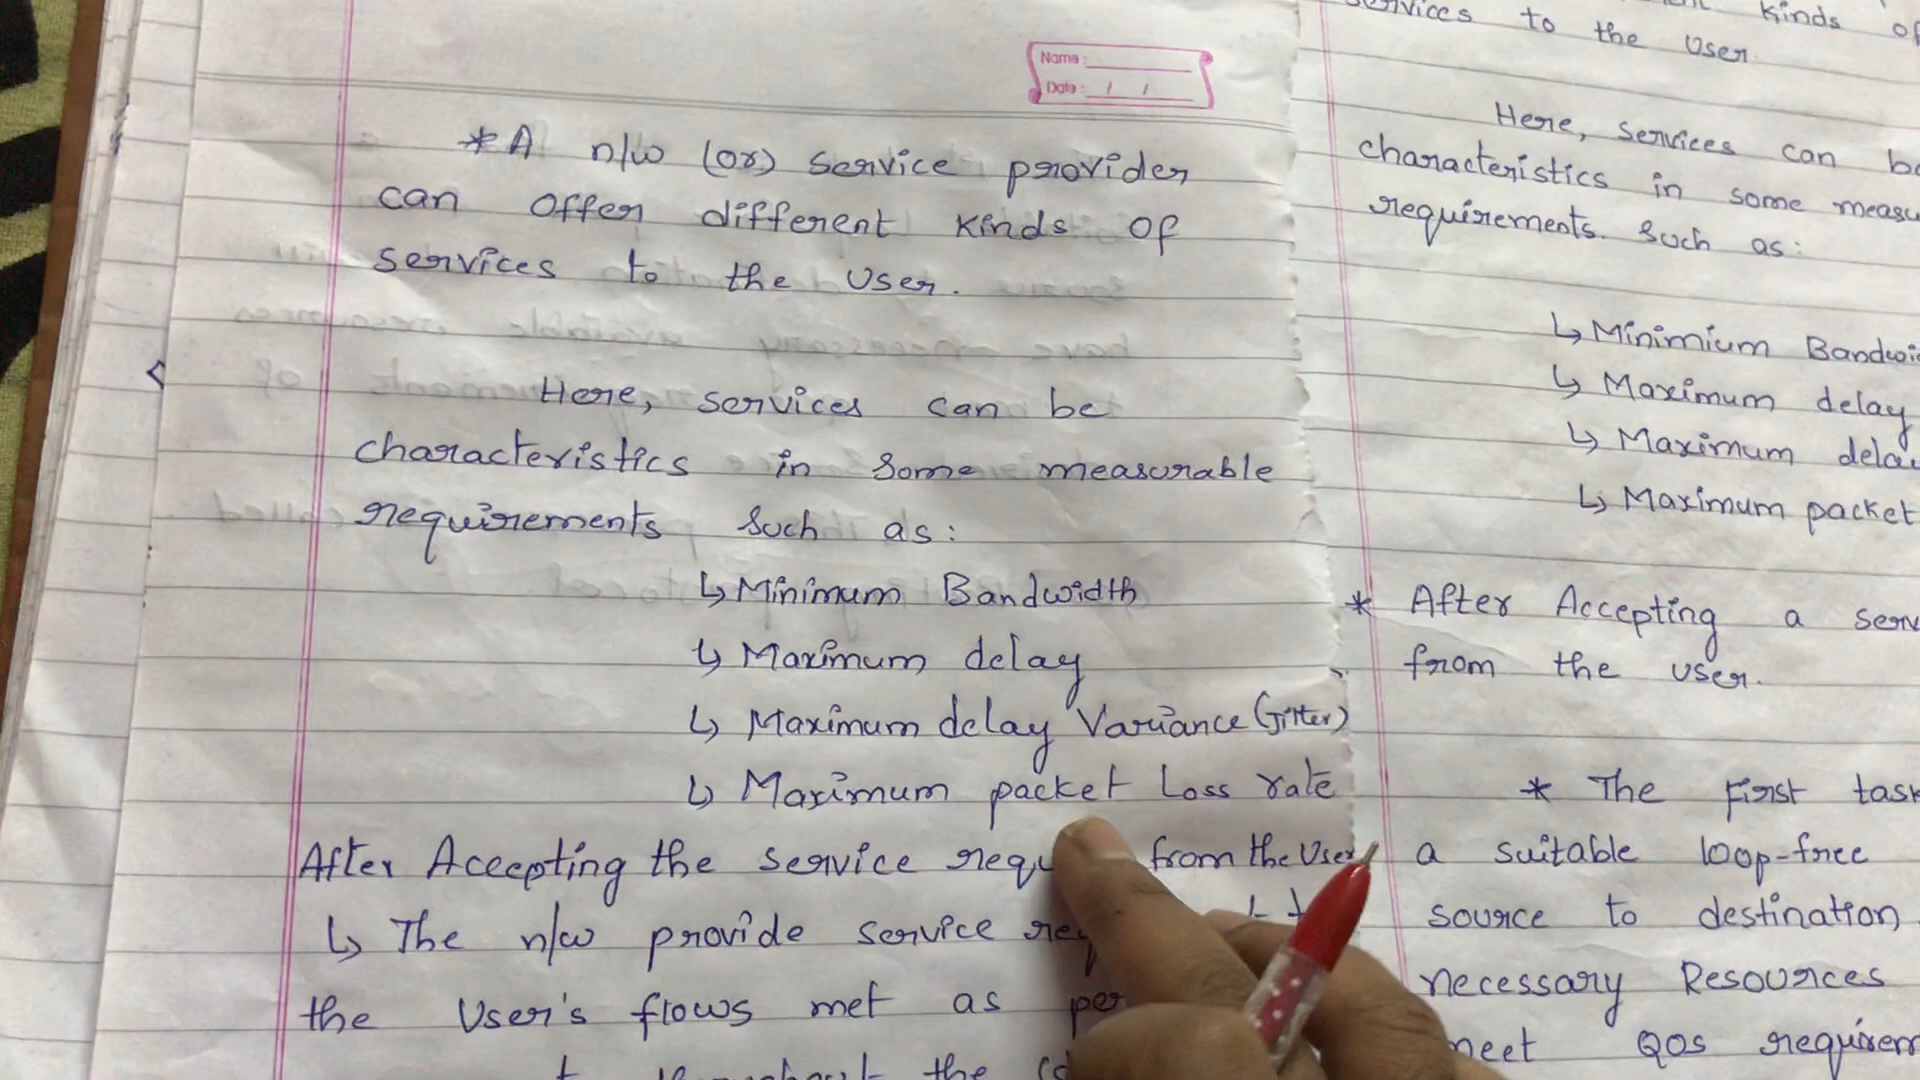 Name :
Date : / /
* A n/w (or) service provider
can offer different kinds of
services to the user.
Here, services can be
characteristics in some measurable
requirements such as:
↳ Minimum Bandwidth
↳ Maximum delay
↳ Maximum delay Variance (Jitter)
↳ Maximum packet Loss rate
After Accepting the service from the User
↳ The n/w provide service
the User's flows met as per
the
kinds of
services to the user.
Here, services can
characteristics in some
requirements. Such as:
↳ Minimium
↳ Maximum delay
↳ Maximum
↳ Maximum packet
* After Accepting a
from the user.
* The first
a suitable loop-free
source to destination,
necessary Resources
meet QOS